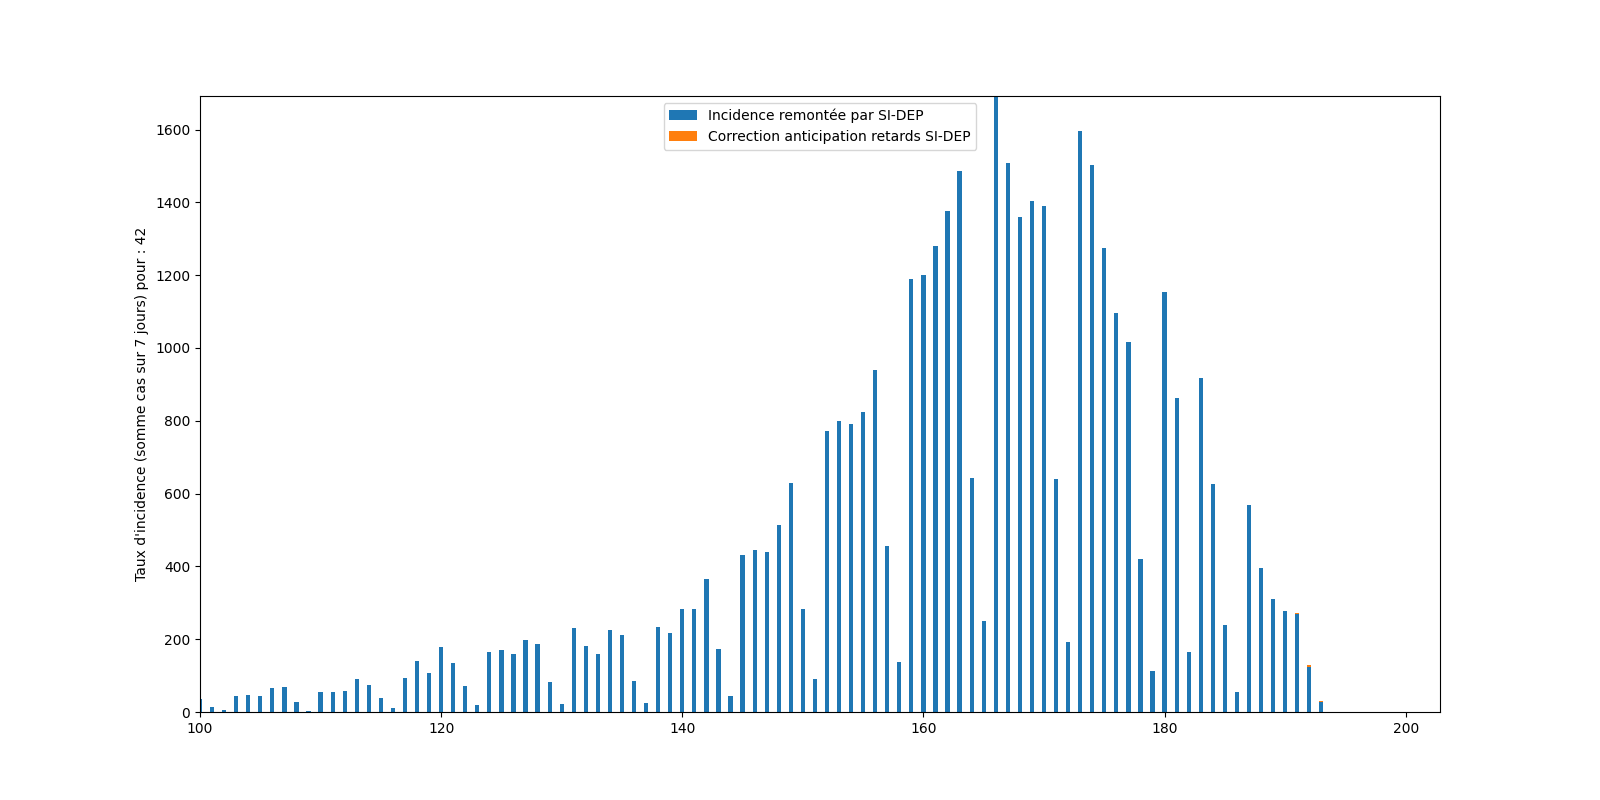 Incidence remontée par SI-DEP
Correction anticipation retards SI-DEP
Taux d'incidence (somme cas sur 7 jours) pour : 42
1600
1400
1200
1000
800
600
400
200
0
100 120 140 160 180 200